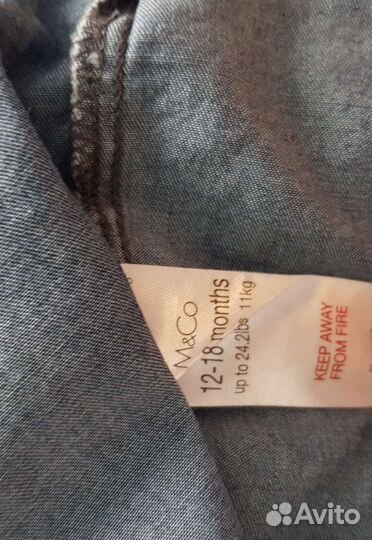 M&Co
12-18 months
up to 24.2lbs 11kg
KEEP AWAY
FROM FIRE
Avito